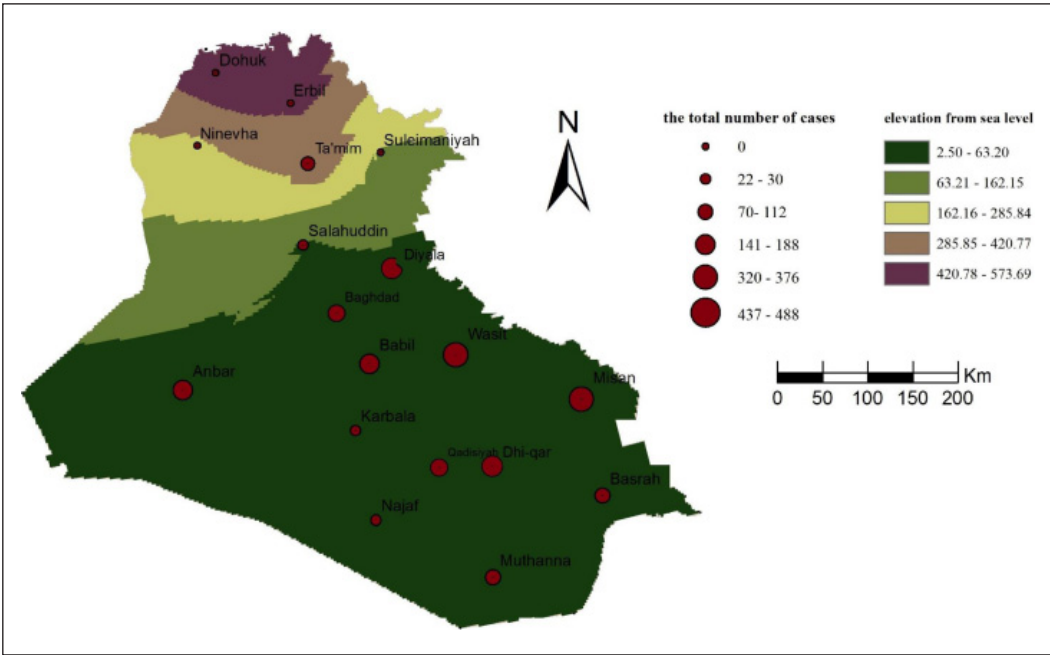 Dohuk
Erbil
Ninevha
Ta'mim
Suleimaniyah
Salahuddin
Diyala
Baghdad
Wasit
Babil
Anbar
Misan
Karbala
Qadisiyah
Dhi-qar
Basrah
Najaf
Muthanna
N
the total number of cases
0
22 - 30
70- 112
141 - 188
320 - 376
437 - 488
elevation from sea level
2.50 - 63.20
63.21 - 162.15
162.16 - 285.84
285.85 - 420.77
420.78 - 573.69
Km
0 50 100 150 200